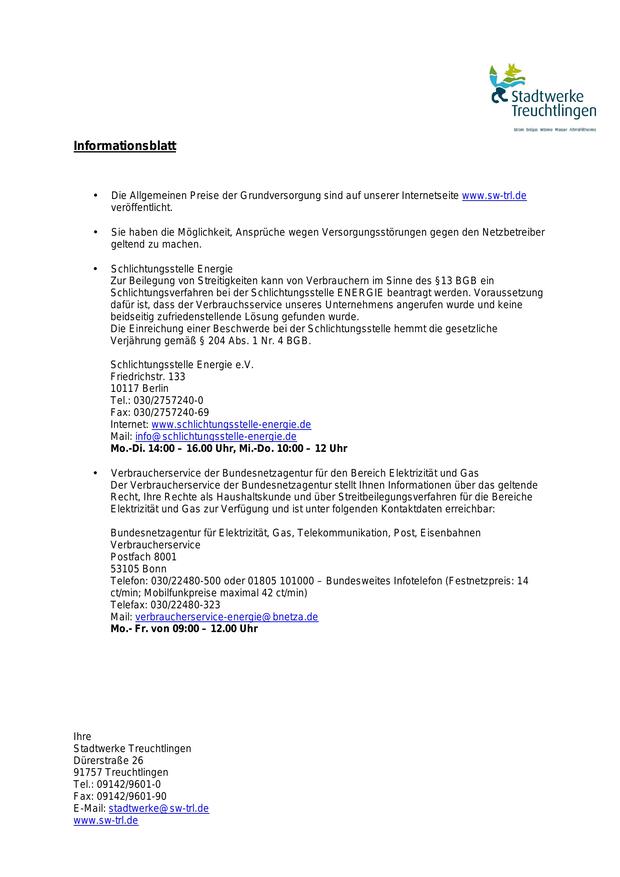 Stadtwerke
Treuchtlingen
Strom Erdgas Wärme Wasser Altmühltherme
Informationsblatt
• Die Allgemeinen Preise der Grundversorgung sind auf unserer Internetseite www.sw-trl.de
veröffentlicht.
• Sie haben die Möglichkeit, Ansprüche wegen Versorgungsstörungen gegen den Netzbetreiber
geltend zu machen.
• Schlichtungsstelle Energie
Zur Beilegung von Streitigkeiten kann von Verbrauchern im Sinne des §13 BGB ein
Schlichtungsverfahren bei der Schlichtungsstelle ENERGIE beantragt werden. Voraussetzung
dafür ist, dass der Verbrauchsservice unseres Unternehmens angerufen wurde und keine
beidseitig zufriedenstellende Lösung gefunden wurde.
Die Einreichung einer Beschwerde bei der Schlichtungsstelle hemmt die gesetzliche
Verjährung gemäß § 204 Abs. 1 Nr. 4 BGB.
Schlichtungsstelle Energie e.V.
Friedrichstr. 133
10117 Berlin
Tel.: 030/2757240-0
Fax: 030/2757240-69
Internet: www.schlichtungsstelle-energie.de
Mail: info@schlichtungsstelle-energie.de
Mo.-Di. 14:00 – 16.00 Uhr, Mi.-Do. 10:00 – 12 Uhr
• Verbraucherservice der Bundesnetzagentur für den Bereich Elektrizität und Gas
Der Verbraucherservice der Bundesnetzagentur stellt Ihnen Informationen über das geltende
Recht, Ihre Rechte als Haushaltskunde und über Streitbeilegungsverfahren für die Bereiche
Elektrizität und Gas zur Verfügung und ist unter folgenden Kontaktdaten erreichbar:
Bundesnetzagentur für Elektrizität, Gas, Telekommunikation, Post, Eisenbahnen
Verbraucherservice
Postfach 8001
53105 Bonn
Telefon: 030/22480-500 oder 01805 101000 – Bundesweites Infotelefon (Festnetzpreis: 14
ct/min; Mobilfunkpreise maximal 42 ct/min)
Telefax: 030/22480-323
Mail: verbraucherservice-energie@bnetza.de
Mo.- Fr. von 09:00 – 12.00 Uhr
Ihre
Stadtwerke Treuchtlingen
Dürerstraße 26
91757 Treuchtlingen
Tel.: 09142/9601-0
Fax: 09142/9601-90
E-Mail: stadtwerke@sw-trl.de
www.sw-trl.de